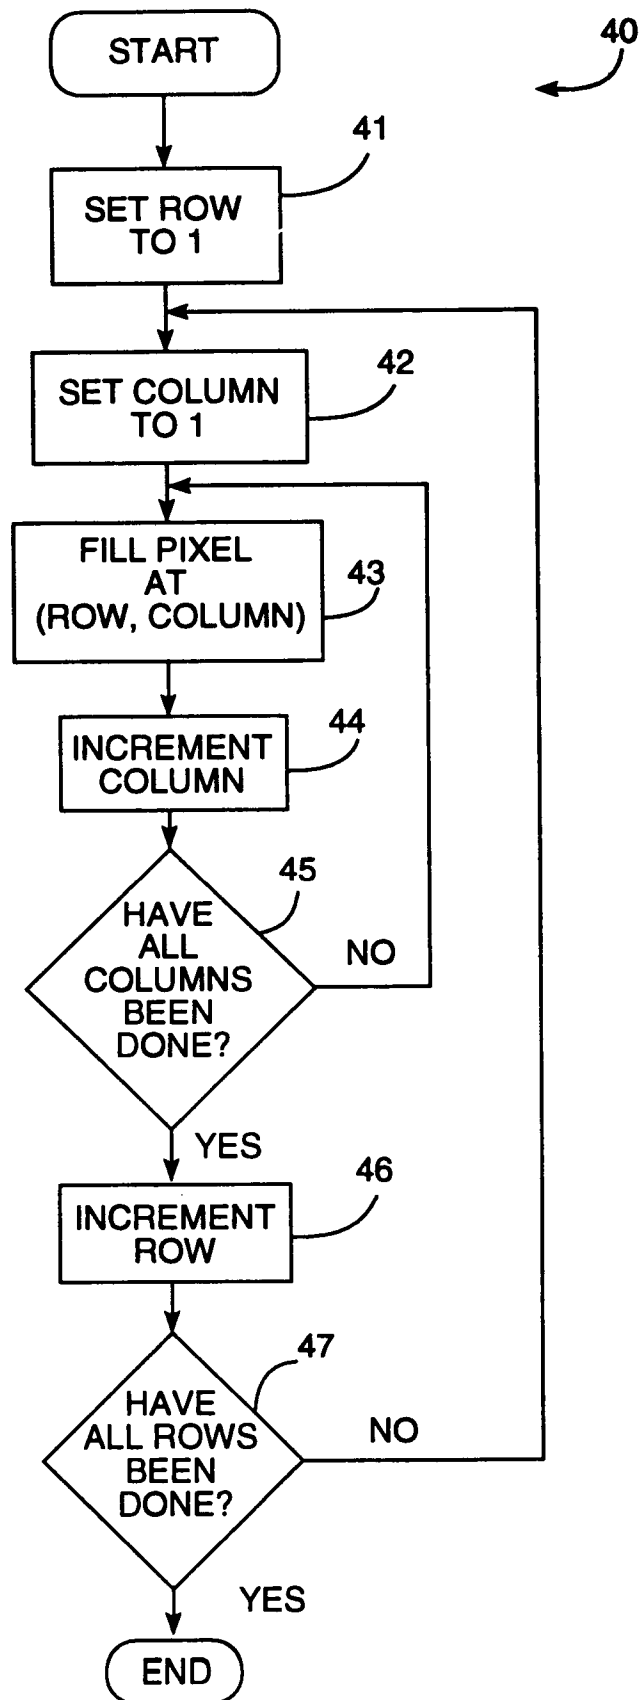 START
40
41
SET ROW
TO 1
42
SET COLUMN
TO 1
FILL PIXEL
AT
(ROW, COLUMN)
43
44
INCREMENT
COLUMN
45
HAVE
ALL
COLUMNS
BEEN
DONE?
NO
YES
46
INCREMENT
ROW
47
HAVE
ALL ROWS
BEEN
DONE?
NO
YES
END